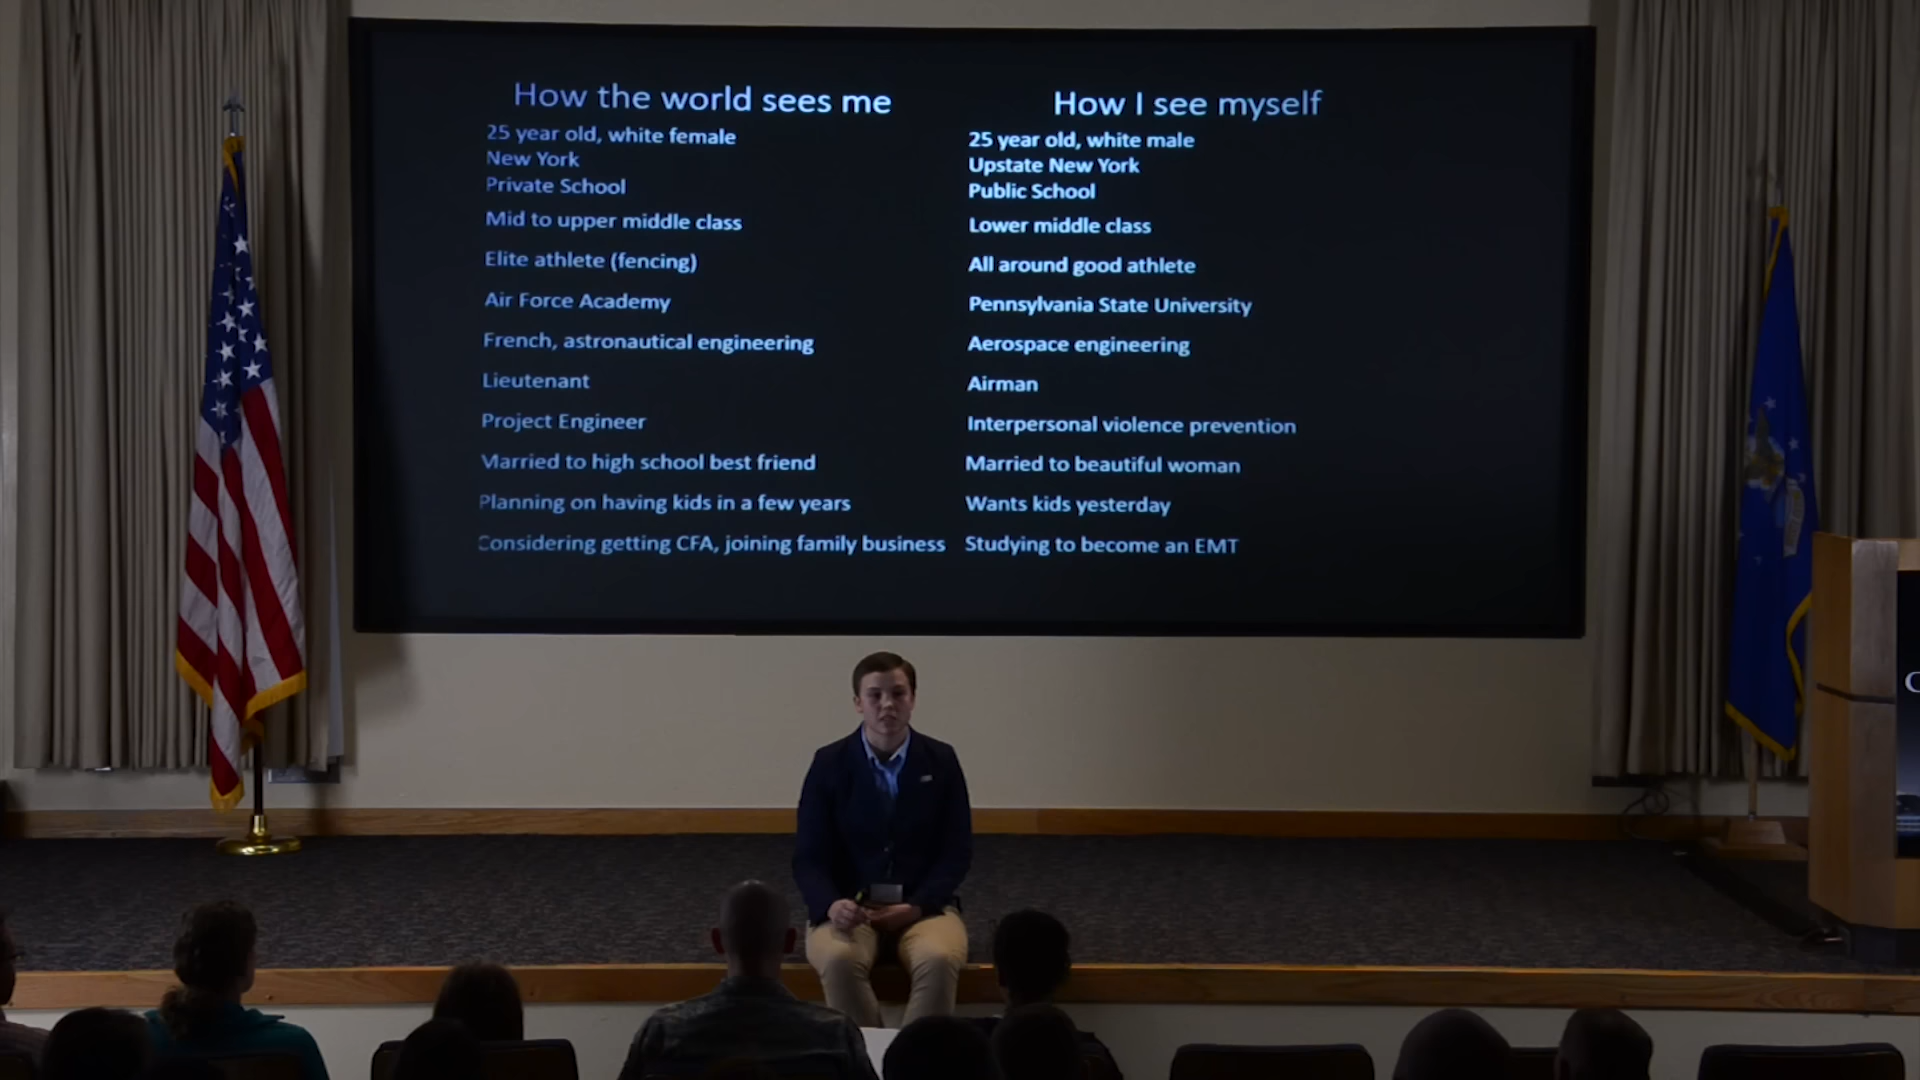 How the world sees me
25 year old, white female
New York
Private School
Mid to upper middle class
Elite athlete (fencing)
Air Force Academy
French, astronautical engineering
Lieutenant
Project Engineer
Married to high school best friend
Planning on having kids in a few years
Considering getting CFA, joining family business
How I see myself
25 year old, white male
Upstate New York
Public School
Lower middle class
All around good athlete
Pennsylvania State University
Aerospace engineering
Airman
Interpersonal violence prevention
Married to beautiful woman
Wants kids yesterday
Studying to become an EMT